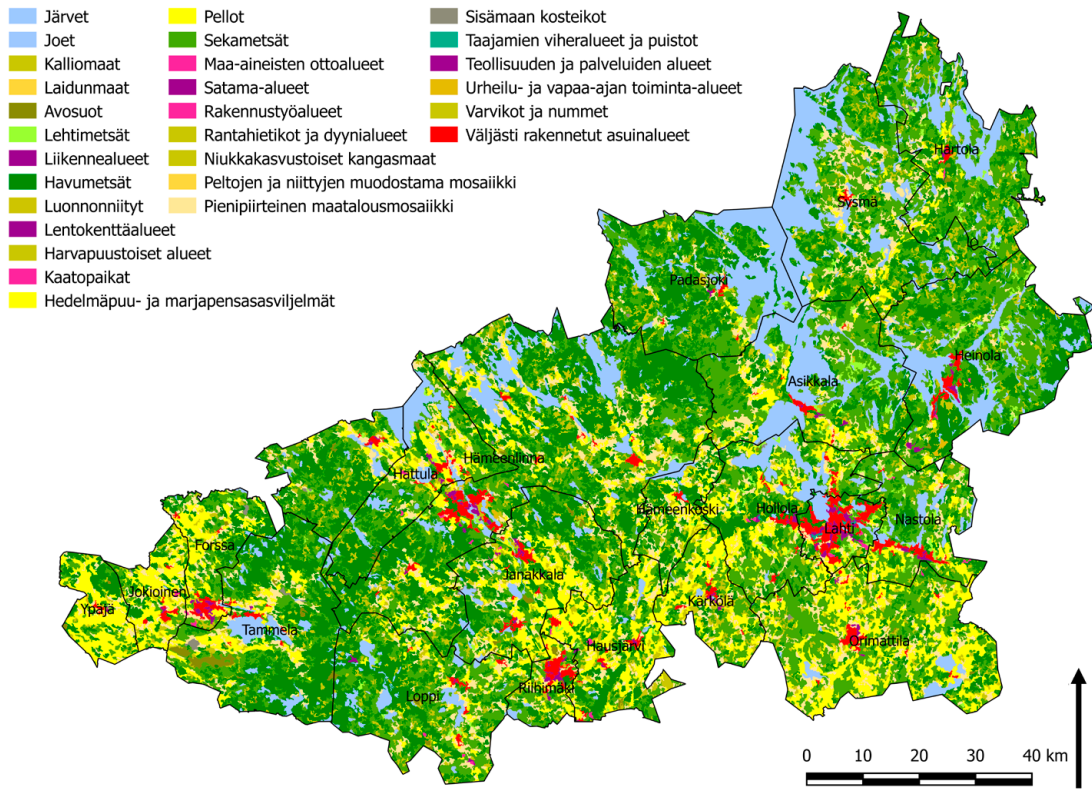 Järvet
Joet
Kalliomaat
Laidunmaat
Avosuot
Lehtimetsät
Liikennealueet
Havumetsät
Luonnonniityt
Lentokenttäalueet
Harvapuustoiset alueet
Kaatopaikat
Hedelmäpuu- ja marjapensasasviljelmät
Pellot
Sekametsät
Maa-aineisten ottoalueet
Satama-alueet
Rakennustyöalueet
Rantahietikot ja dyynialueet
Niukkakasvustoiset kangasmaat
Peltojen ja niittyjen muodostama mosaiikki
Pienipiirteinen maatalousmosaiikki
Sisämaan kosteikot
Taajamien viheralueet ja puistot
Teollisuuden ja palveluiden alueet
Urheilu- ja vapaa-ajan toiminta-alueet
Varvikot ja nummet
Väljästi rakennetut asuinalueet
Hartola
Sysmä
Padasjoki
Heinola
Asikkala
Hämeenlinna
Hattula
Hämeenkoski
Hollola
Lahti
Nastola
Forssa
Janakkala
Jokioinen
Ypäjä
Kärkölä
Tammela
Hausjärvi
Orimattila
Loppi
Riihimäki
0 10 20 30 40 km